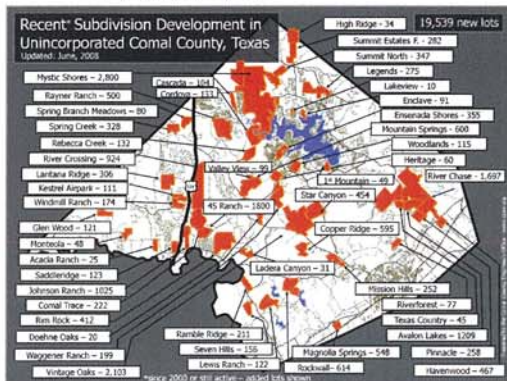 Recent* Subdivision Development in
Unincorporated Comal County, Texas
Updated: June, 2008
19,539 new lots
High Ridge - 34
Summit Estates F. - 282
Summit North - 347
Legends - 275
Lakeview - 10
Enclave - 91
Ensenada Shores - 355
Mountain Springs - 600
Woodlands - 115
Heritage - 60
River Chase - 1,697
Mystic Shores - 2,800
Cascada - 104
Cordova - 133
Rayner Ranch - 500
Spring Branch Meadows - 80
Spring Creek - 328
Rebecca Creek - 132
River Crossing - 924
Lantana Ridge - 306
Kestrel Airpark - 111
Windmill Ranch - 174
Valley View - 99
1st Mountain - 49
Star Canyon - 454
4S Ranch - 1800
Copper Ridge - 595
Glen Wood - 121
Monteola - 48
Acacia Ranch - 25
Saddleridge - 123
Johnson Ranch - 1025
Comal Trace - 222
Rim Rock - 412
Doehne Oaks - 20
Waggener Ranch - 199
Vintage Oaks - 2,103
Ladera Canyon - 31
Mission Hills - 252
Riverforest - 77
Texas Country - 45
Avalon Lakes - 1209
Ramble Ridge - 211
Seven Hills - 156
Lewis Ranch - 122
Magnolia Springs - 548
Rockwall - 614
Pinnacle - 258
Havenwood - 467
*since 2000 or still active - added lots shown